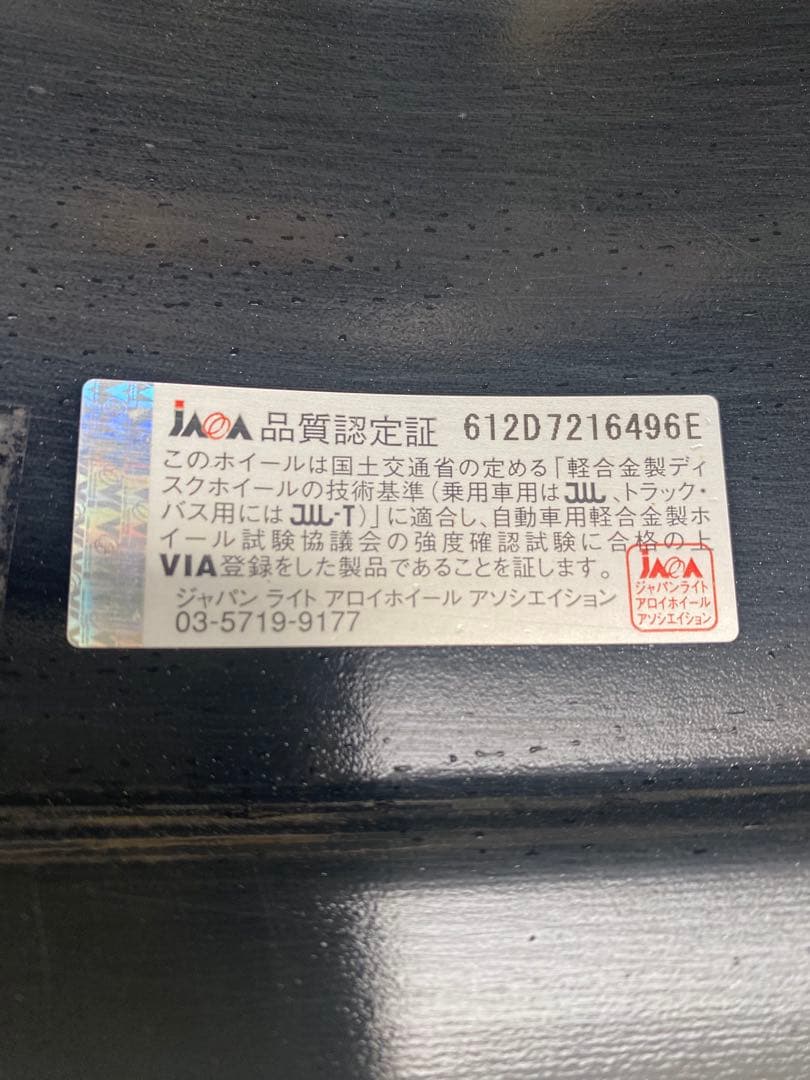 JAWA 品質認定証 612D7216496E
このホイールは国土交通省の定める「軽合金製ディ
スクホイールの技術基準(乗用車用はJWL、トラック・
バス用にはJWL-T)」に適合し、自動車用軽合金製ホ
イール試験協議会の強度確認試験に合格の上
VIA登録をした製品であることを証します。
ジャパン ライト アロイホイール アソシエイション
03-5719-9177
JAWA
ジャパンライト
アロイホイール
アソシエイション